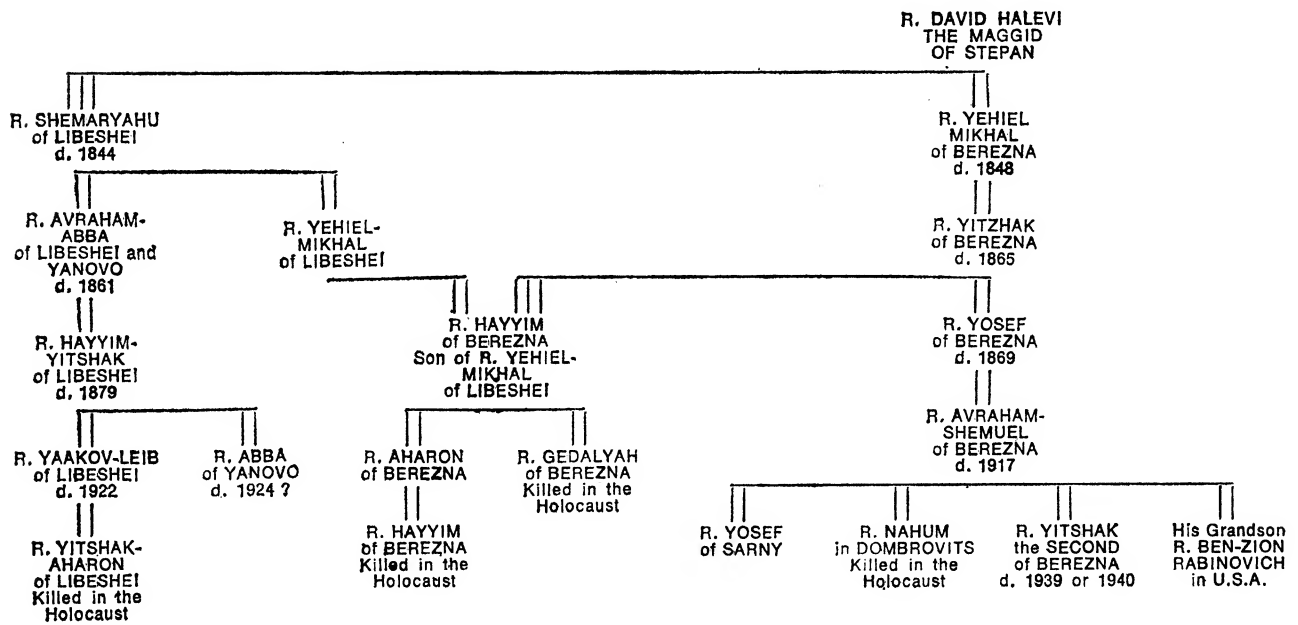 R. DAVID HALEVI
THE MAGGID
OF STEPAN
R. SHEMARYAHU
of LIBESHEI
d. 1844
R. YEHIEL
MIKHAL
of BEREZNA
d. 1848
R. AVRAHAM-
ABBA
of LIBESHEI and
YANOVO
d. 1861
R. YEHIEL-
MIKHAL
of LIBESHEI
R. YITZHAK
of BEREZNA
d. 1865
R. HAYYIM-
YITSHAK
of LIBESHEI
d. 1879
R. HAYYIM
of BEREZNA
Son of R. YEHIEL-
MIKHAL
of LIBESHEI
R. YOSEF
of BEREZNA
d. 1869
R. AVRAHAM-
SHEMUEL
of BEREZNA
d. 1917
R. YAAKOV-LEIB
of LIBESHEI
d. 1922
R. ABBA
of YANOVO
d. 1924 ?
R. AHARON
of BEREZNA
R. GEDALYAH
of BEREZNA
Killed in the
Holocaust
R. YITSHAK-
AHARON
of LIBESHEI
Killed in the
Holocaust
R. HAYYIM
of BEREZNA
Killed in the
Holocaust
R. YOSEF
of SARNY
R. NAHUM
in DOMBROVITS
Killed in the
Holocaust
R. YITSHAK
the SECOND
of BEREZNA
d. 1939 or 1940
His Grandson
R. BEN-ZION
RABINOVICH
in U.S.A.